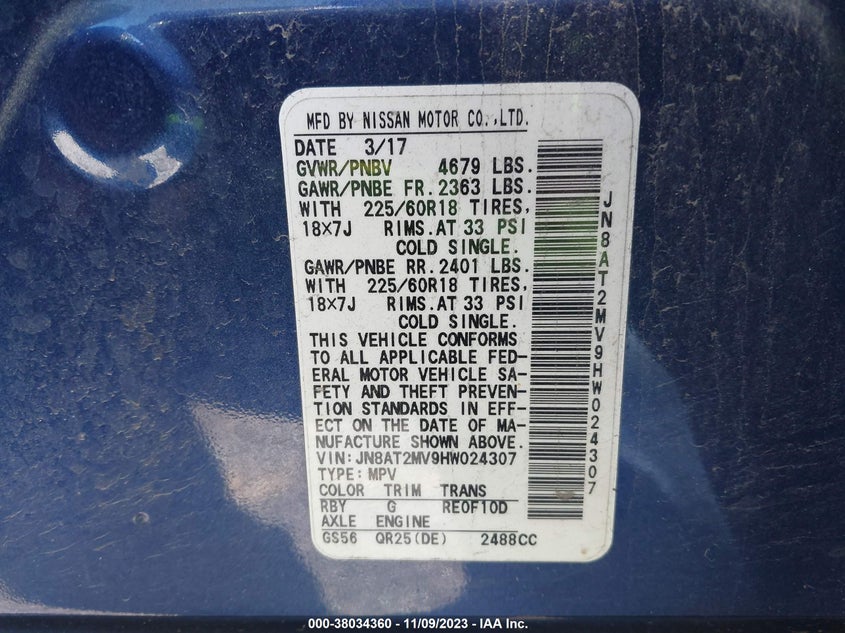 MFD BY NISSAN MOTOR CO.,LTD.
DATE 3/17
GVWR/PNBV 4679 LBS.
GAWR/PNBE FR. 2363 LBS.
WITH 225/60R18 TIRES,
18×7J RIMS. AT 33 PSI
COLD SINGLE.
GAWR/PNBE RR. 2401 LBS.
WITH 225/60R18 TIRES,
18×7J RIMS. AT 33 PSI
COLD SINGLE.
THIS VEHICLE CONFORMS
TO ALL APPLICABLE FED-
ERAL MOTOR VEHICLE SA-
FETY AND THEFT PREVEN-
TION STANDARDS IN EFF-
ECT ON THE DATE OF MA-
NUFACTURE SHOWN ABOVE.
VIN:JN8AT2MV9HW024307
TYPE:MPV
COLOR TRIM TRANS
RBY G RE0F10D
AXLE ENGINE
GS56 QR25(DE) 2488CC
JN8AT2MV9HW024307
000-38034360 - 11/09/2023 - IAA Inc.